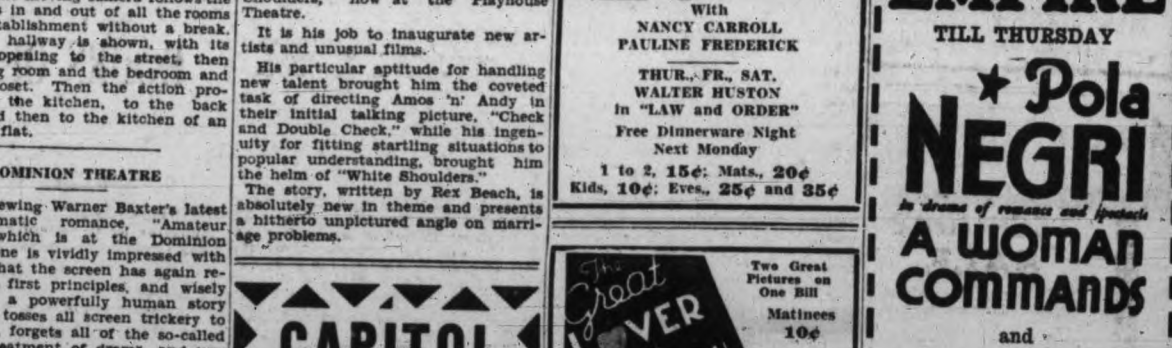 in and out of all the rooms
tablishment without a break.
hallway is shown, with its
opening to the street, then
room and the bedroom and
oset. Then the action pro-
the kitchen, to the back
then to the kitchen of an
flat.
OMINION THEATRE
ewing Warner Baxter's latest
matic romance, "Amateur
which is at the Dominion
ne is vividly impressed with
hat the screen has again re-
first principles, and wisely
a powerfully human story
tosses all screen trickery to
forgets all of the so-called
now at the Playhouse
Theatre.
It is his job to inaugurate new ar-
tists and unusual films.
His particular aptitude for handling
new talent brought him the coveted
task of directing Amos 'n' Andy in
their initial talking picture, "Check
and Double Check," while his ingen-
uity for fitting startling situations to
popular understanding, brought him
the helm of "White Shoulders."
The story, written by Rex Beach, is
absolutely new in theme and presents
a hitherto unpictured angle on marri-
age problems.
CAPITOL
With
NANCY CARROLL
PAULINE FREDERICK
THUR., FR., SAT.
WALTER HUSTON
in "LAW and ORDER"
Free Dinnerware Night
Next Monday
1 to 2, 15¢; Mats., 20¢
Kids, 10¢; Eves., 25¢ and 35¢
The
Great
LOVER
Two Great
Pictures on
One Bill
Matinees
10¢
EMPIRE
TILL THURSDAY
Pola
NEGRI
in drama of romance and spectacle
A WOMAN
COMMANDS
and